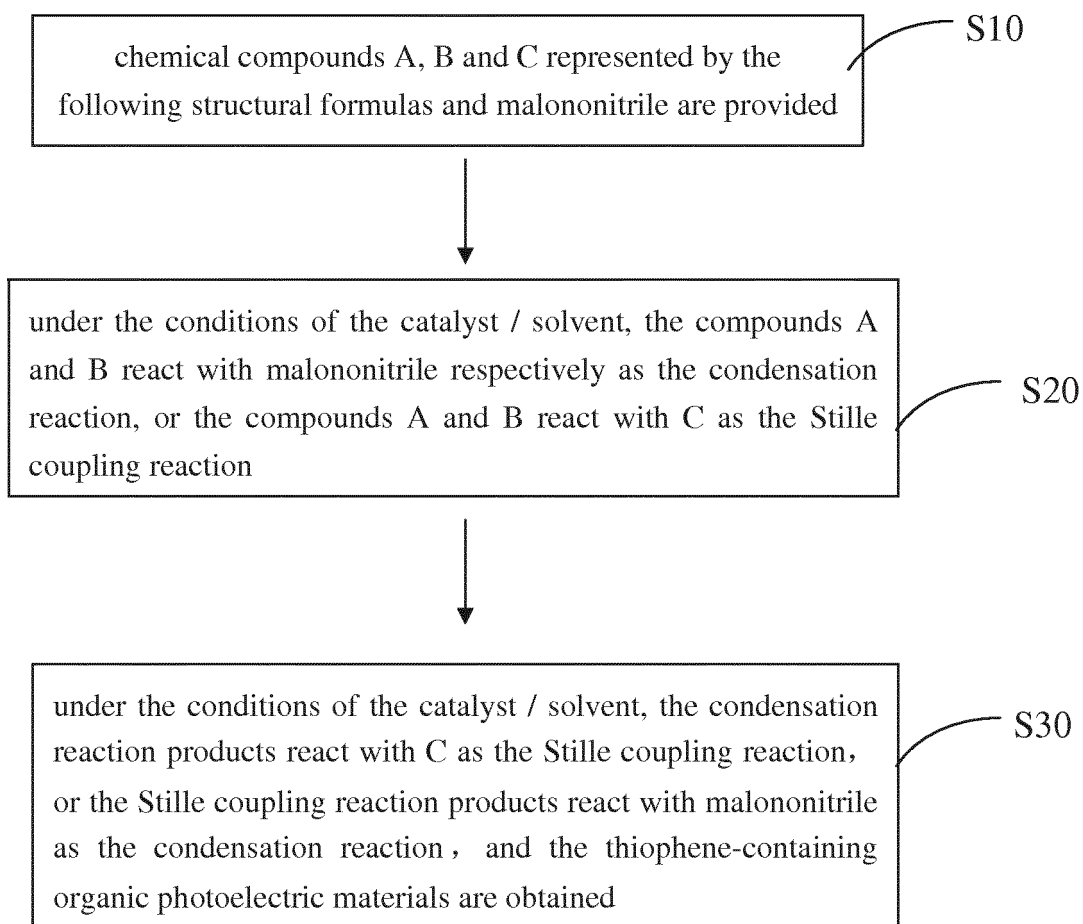 S10
chemical compounds A, B and C represented by the
following structural formulas and malononitrile are provided
under the conditions of the catalyst / solvent, the compounds A
and B react with malononitrile respectively as the condensation
reaction, or the compounds A and B react with C as the Stille
coupling reaction
S20
under the conditions of the catalyst / solvent, the condensation
reaction products react with C as the Stille coupling reaction,
or the Stille coupling reaction products react with malononitrile
as the condensation reaction, and the thiophene-containing
organic photoelectric materials are obtained
S30